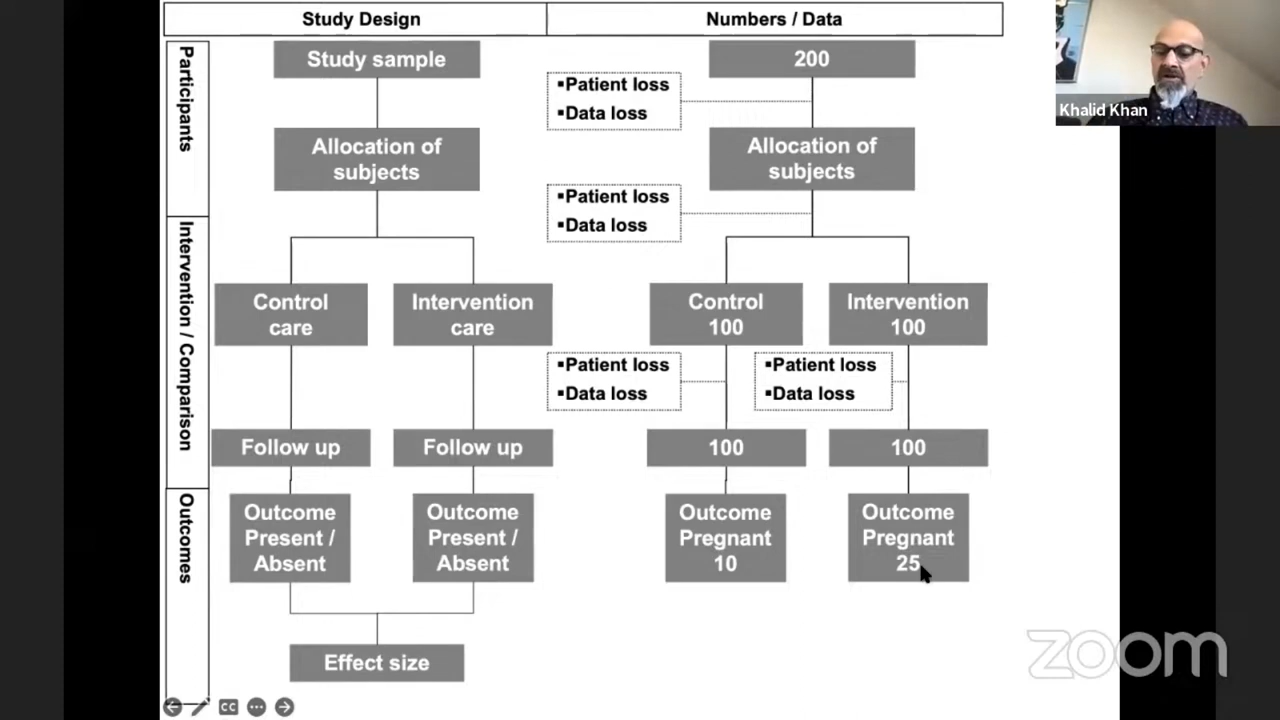 Study Design
Numbers / Data
Participants
Study sample
200
▪Patient loss
▪Data loss
Allocation of
subjects
Allocation of
subjects
▪Patient loss
▪Data loss
Intervention / Comparison
Control
care
Intervention
care
Control
100
Intervention
100
▪Patient loss
▪Data loss
▪Patient loss
▪Data loss
Follow up
Follow up
100
100
Outcomes
Outcome
Present /
Absent
Outcome
Present /
Absent
Outcome
Pregnant
10
Outcome
Pregnant
25
Effect size
CC
Khalid Khan
zoom